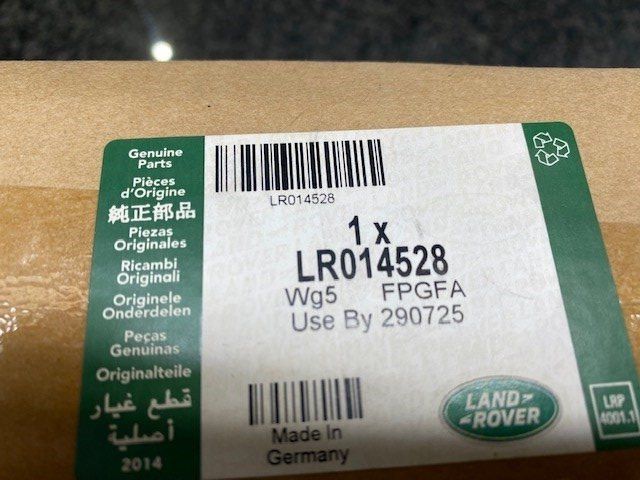 Genuine
Parts
Pièces
d'Origine
純正部品
Piezas
Originales
Ricambi
Originali
Originele
Onderdelen
Peças
Genuinas
Originalteile
قطع غيار
أصلية
2014
LR014528
1 x
LR014528
Wg5 FPGFA
Use By 290725
Made In
Germany
LAND-
-ROVER
LRP
4001.1